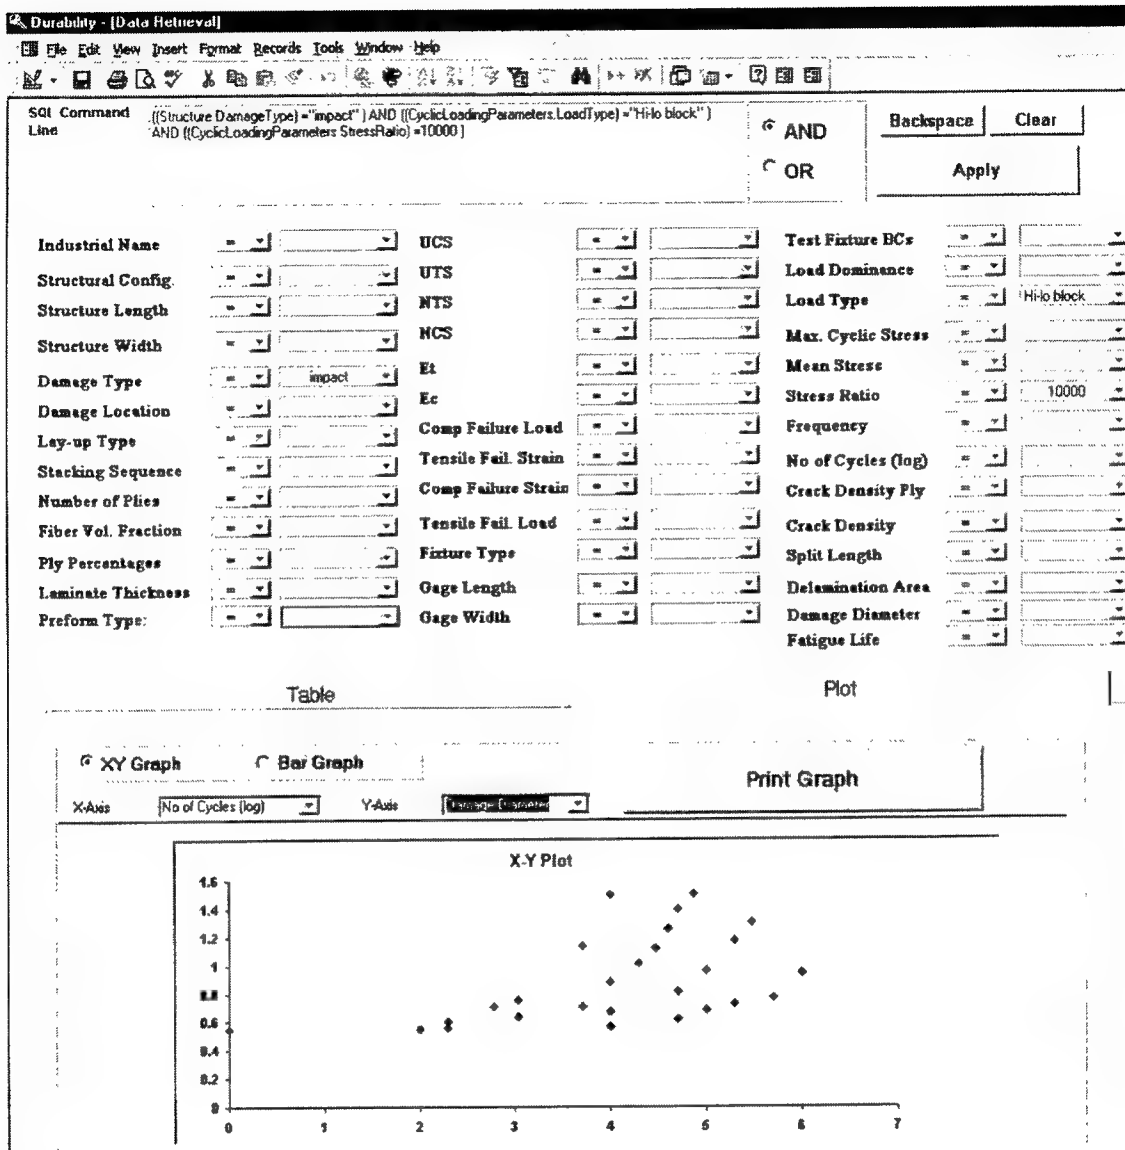 Durability - [Data Retrieval]
File Edit View Insert Format Records Tools Window Help
SQL Command Line
((Structure DamageType) ="impact" ) AND ((CyclicLoadingParameters.LoadType) ="Hi-lo block" )
AND ((CyclicLoadingParameters StressRatio) =10000 )
AND
OR
Backspace Clear
Apply
Industrial Name = UCS = Test Fixture BCs =
Structural Config. = UTS = Load Dominance =
Structure Length = NTS = Load Type = Hi-lo block
Structure Width = NCS = Max. Cyclic Stress =
Damage Type = impact Et = Mean Stress =
Damage Location = Ec = Stress Ratio = 10000
Lay-up Type = Comp Failure Load = Frequency =
Stacking Sequence = Tensile Fail. Strain = No of Cycles (log) =
Number of Plies = Comp Failure Strain = Crack Density Ply =
Fiber Vol. Fraction = Tensile Fail. Load = Crack Density =
Ply Percentages = Fixture Type = Split Length =
Laminate Thickness = Gage Length = Delamination Area =
Preform Type: = Gage Width = Damage Diameter =
Fatigue Life =
Table Plot
XY Graph Bar Graph
Print Graph
X-Axis No of Cycles (log) Y-Axis Damage Diameter
X-Y Plot
1.6
1.4
1.2
1
0.8
0.6
0.4
0.2
0
0 1 2 3 4 5 6 7